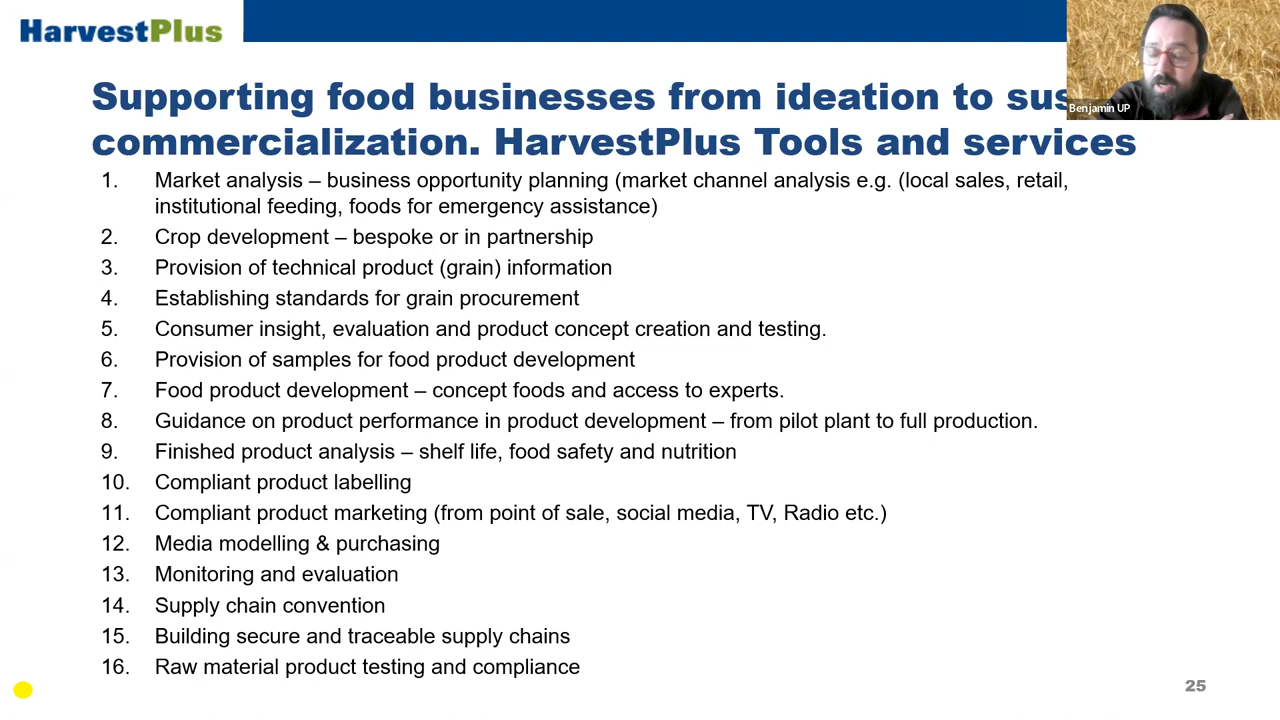 HarvestPlus
Benjamin UP
Supporting food businesses from ideation to
commercialization. HarvestPlus Tools and services
1. Market analysis – business opportunity planning (market channel analysis e.g. (local sales, retail,
institutional feeding, foods for emergency assistance)
2. Crop development – bespoke or in partnership
3. Provision of technical product (grain) information
4. Establishing standards for grain procurement
5. Consumer insight, evaluation and product concept creation and testing.
6. Provision of samples for food product development
7. Food product development – concept foods and access to experts.
8. Guidance on product performance in product development – from pilot plant to full production.
9. Finished product analysis – shelf life, food safety and nutrition
10. Compliant product labelling
11. Compliant product marketing (from point of sale, social media, TV, Radio etc.)
12. Media modelling & purchasing
13. Monitoring and evaluation
14. Supply chain convention
15. Building secure and traceable supply chains
16. Raw material product testing and compliance
25